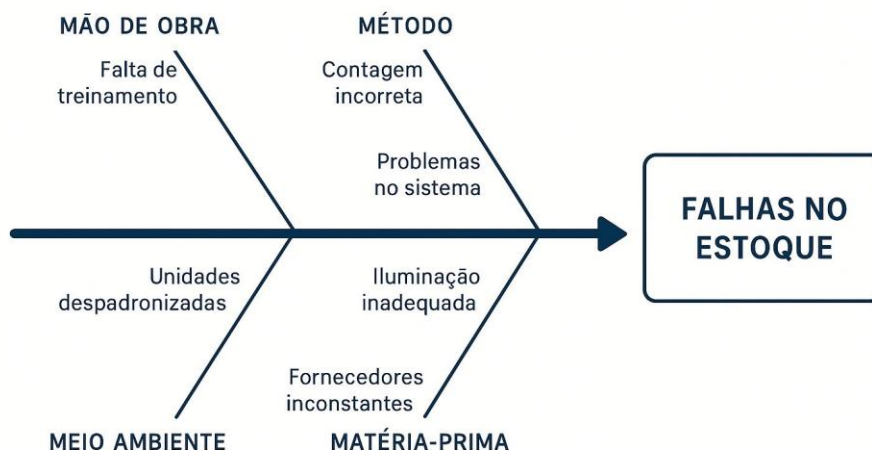 MÃO DE OBRA
Falta de
treinamento
MÉTODO
Contagem
incorreta
Problemas
no sistema
FALHAS NO
ESTOQUE
Unidades
despadronizadas
MEIO AMBIENTE
Iluminação
inadequada
Fornecedores
inconstantes
MATÉRIA-PRIMA